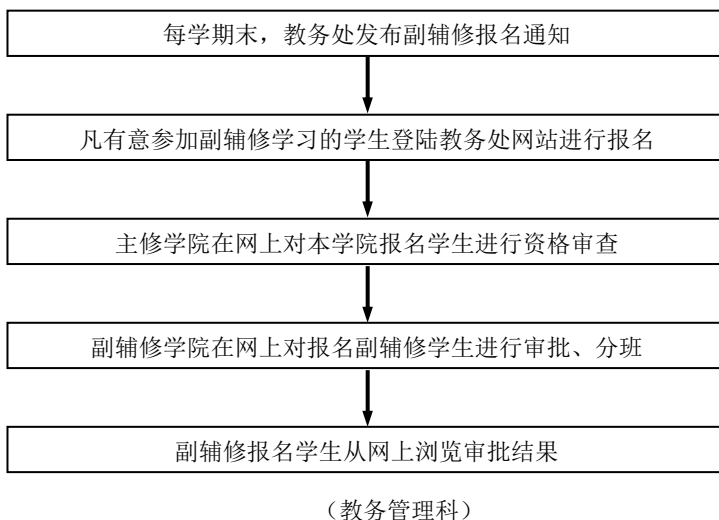 每学期末，教务处发布副辅修报名通知
凡有意参加副辅修学习的学生登陆教务处网站进行报名
主修学院在网上对本学院报名学生进行资格审查
副辅修学院在网上对报名副辅修学生进行审批、分班
副辅修报名学生从网上浏览审批结果
（教务管理科）